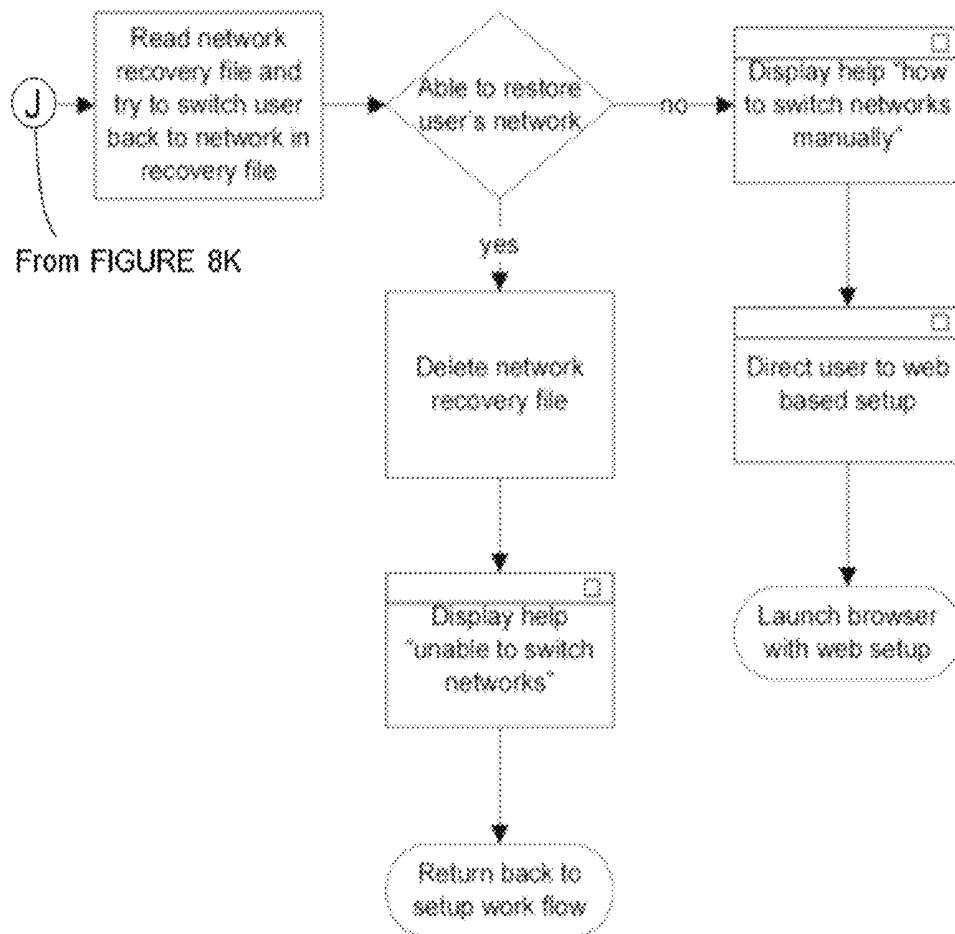 J
From FIGURE 8K
Read network
recovery file and
try to switch user
back to network in
recovery file
Able to restore
user's network
no
Display help "how
to switch networks
manually"
yes
Delete network
recovery file
Direct user to web
based setup
Display help
"unable to switch
networks"
Launch browser
with web setup
Return back to
setup work flow